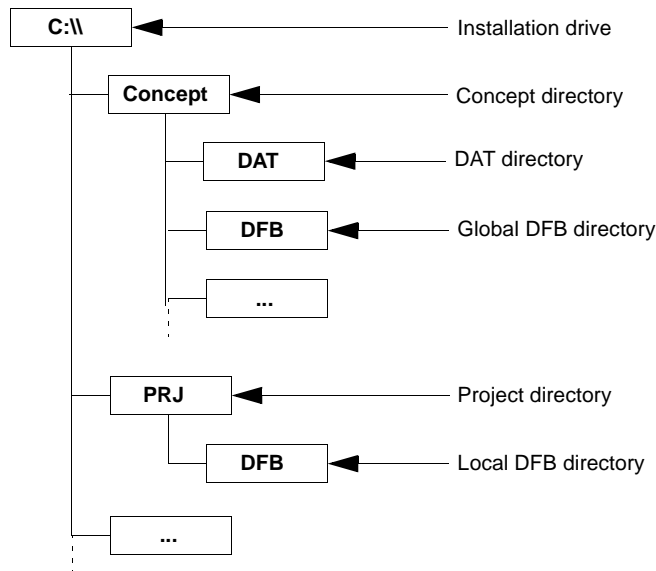 C:\\ Installation drive
Concept Concept directory
DAT DAT directory
DFB Global DFB directory
...
PRJ Project directory
DFB Local DFB directory
...